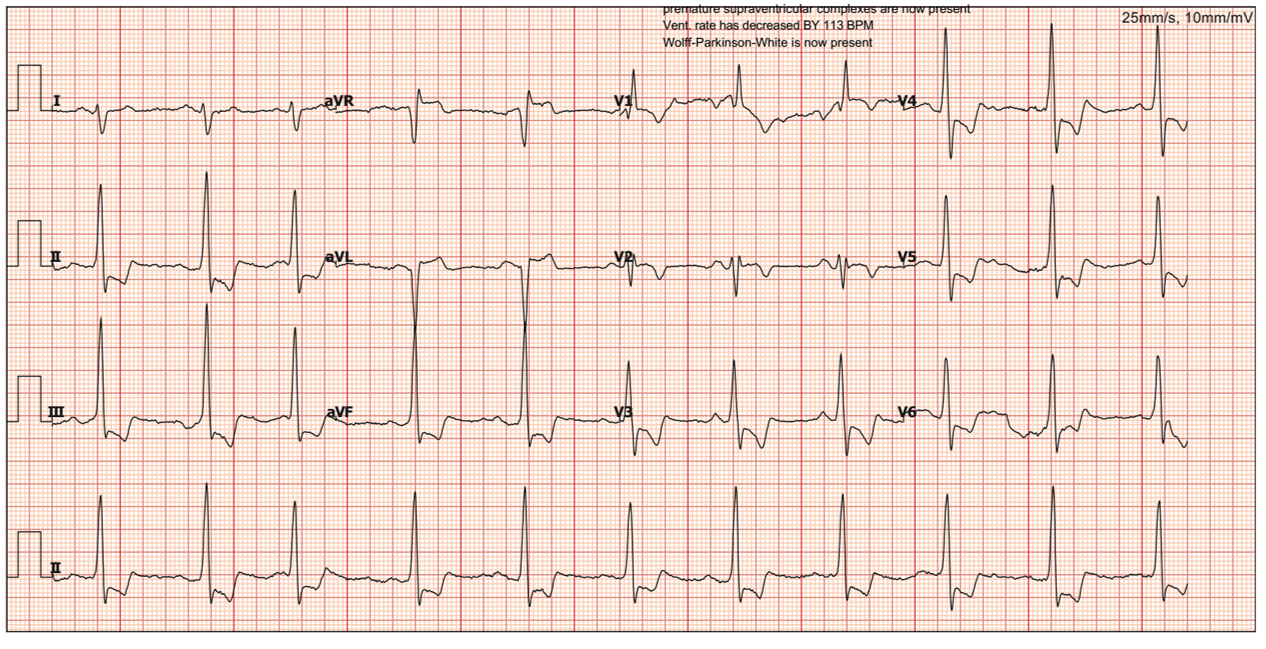 premature supraventricular complexes are now present
Vent. rate has decreased BY 113 BPM
Wolff-Parkinson-White is now present
25mm/s, 10mm/mV
I aVR V1 V4
II aVL V2 V5
III aVF V3 V6
II